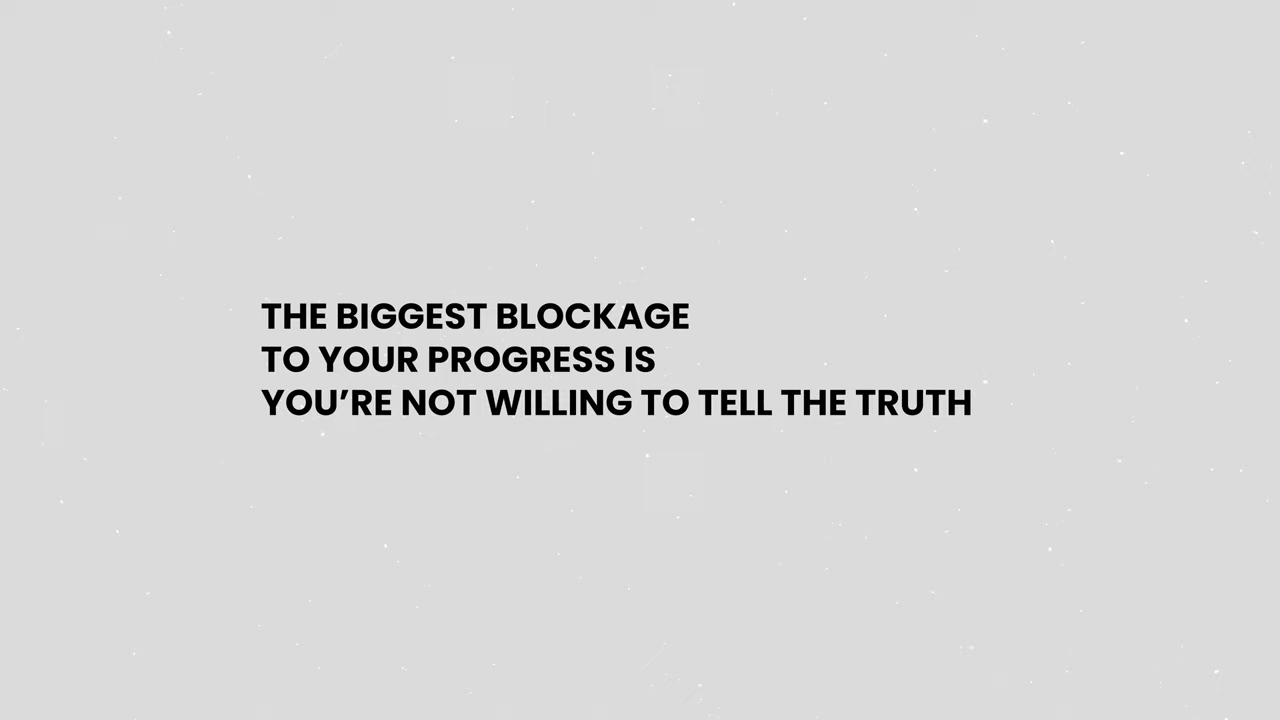 THE BIGGEST BLOCKAGE
TO YOUR PROGRESS IS
YOU’RE NOT WILLING TO TELL THE TRUTH